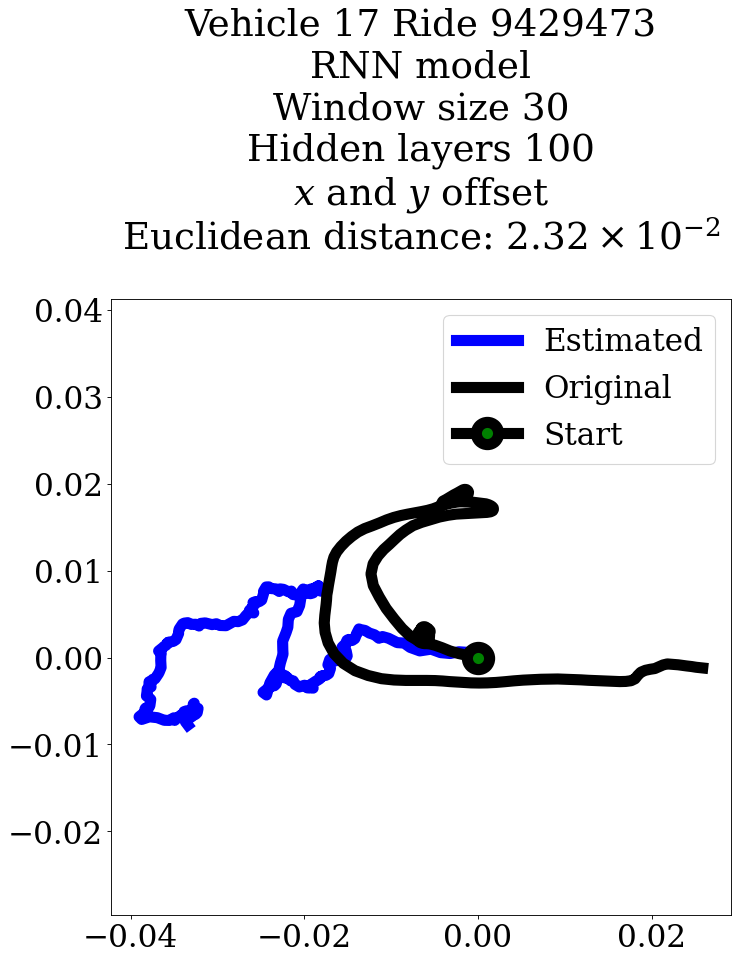 Vehicle 17 Ride 9429473
RNN model
Window size 30
Hidden layers 100
x and y offset
Euclidean distance: 2.32 × 10⁻²
Estimated
Original
Start
0.04
0.03
0.02
0.01
0.00
−0.01
−0.02
−0.04 −0.02 0.00 0.02